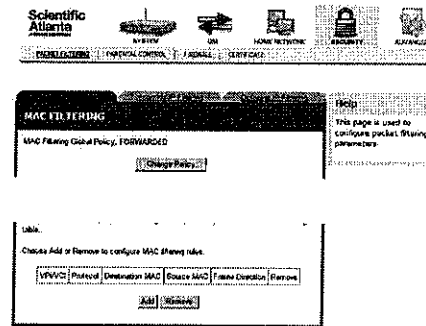 Scientific
Atlanta
SYSTEM
HOME NETWORK
SECURITY
ADVANCED
PACKET FILTERING | PARENTAL CONTROL | FIREWALL | CERTIFICATE
MAC FILTERING
Help
This page is used to
configure packet filtering
parameters.
MAC Filtering Global Policy, FORWARDED
Change Policy
table.
Choose Add or Remove to configure MAC filtering rules.
VPI/VCI Protocol Destination MAC Source MAC Frame Direction Remove
Add Remove